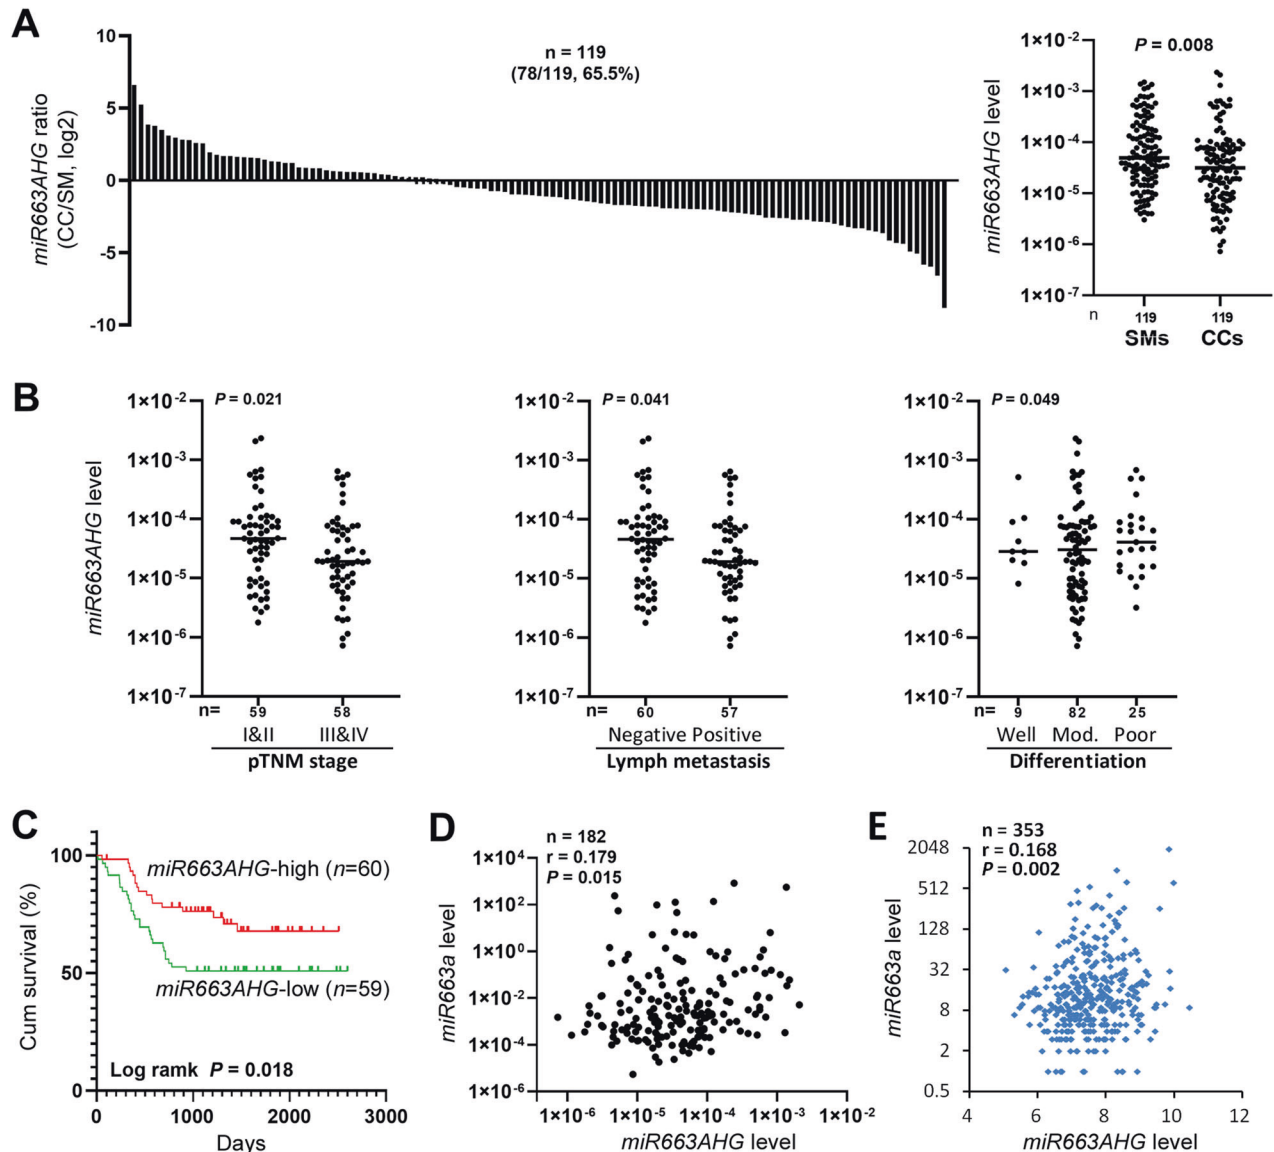 A
10
5
0
-5
-10
miR663AHG ratio
(CC/SM, log2)
n = 119
(78/119, 65.5%)
miR663AHG level
1×10-2
1×10-3
1×10-4
1×10-5
1×10-6
1×10-7
P = 0.008
n 119 119
SMs CCs
B
miR663AHG level
1×10-2
1×10-3
1×10-4
1×10-5
1×10-6
1×10-7
P = 0.021
n= 59 58
I&II III&IV
pTNM stage
1×10-2
1×10-3
1×10-4
1×10-5
1×10-6
1×10-7
P = 0.041
n= 60 57
Negative Positive
Lymph metastasis
1×10-2
1×10-3
1×10-4
1×10-5
1×10-6
1×10-7
P = 0.049
n= 9 82 25
Well Mod. Poor
Differentiation
C
Cum survival (%)
100
50
0
miR663AHG-high (n=60)
miR663AHG-low (n=59)
Log ramk P = 0.018
0 1000 2000 3000
Days
D
n = 182
r = 0.179
P = 0.015
miR663a level
1×104
1×102
1×100
1×10-2
1×10-4
1×10-6
1×10-6 1×10-5 1×10-4 1×10-3 1×10-2
miR663AHG level
E
n = 353
r = 0.168
P = 0.002
miR663a level
2048
512
128
32
8
2
0.5
4 6 8 10 12
miR663AHG level